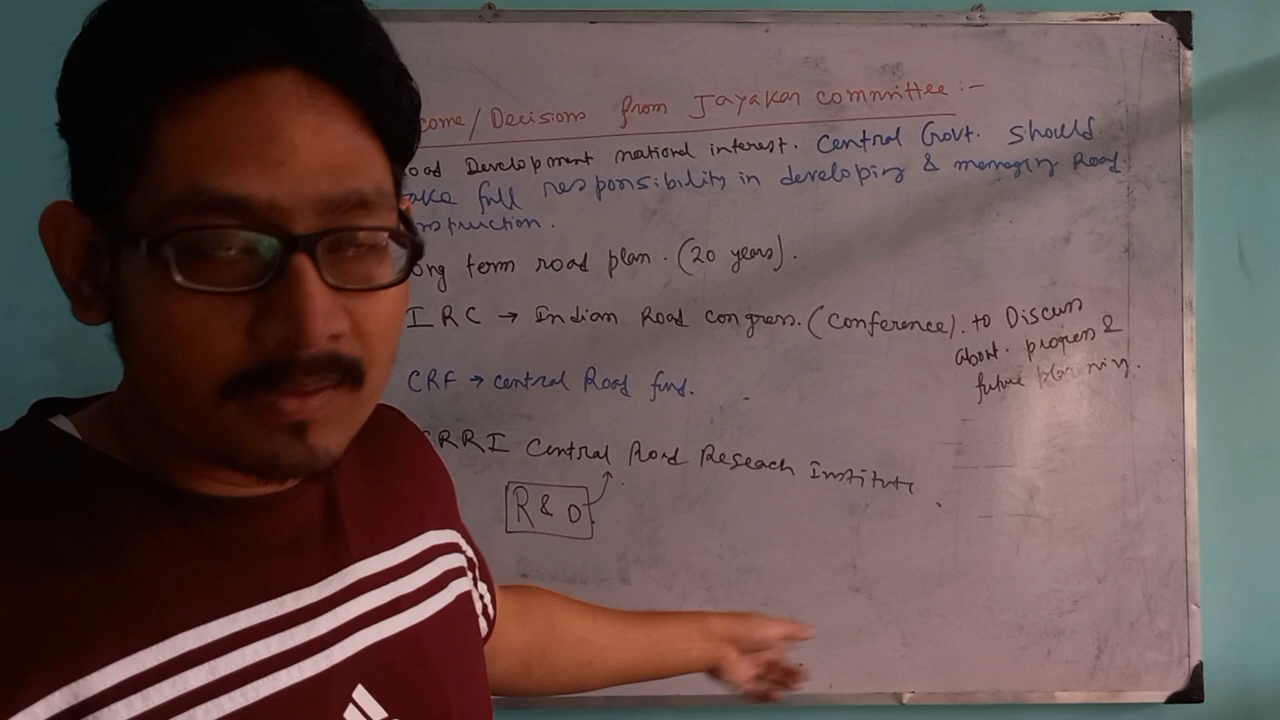 come/Decisions from Jayakar committee :-
oad Development national interest. Central Govt. should
ake full responsibility in developing & managing Road
nstruction.
ong term road plan. (20 years).
IRC → Indian Road congress. (conference). to Discuss
about. progress &
future planning.
CRF → central Road fund.
CRRI Central Road Reseach Institute
R & D